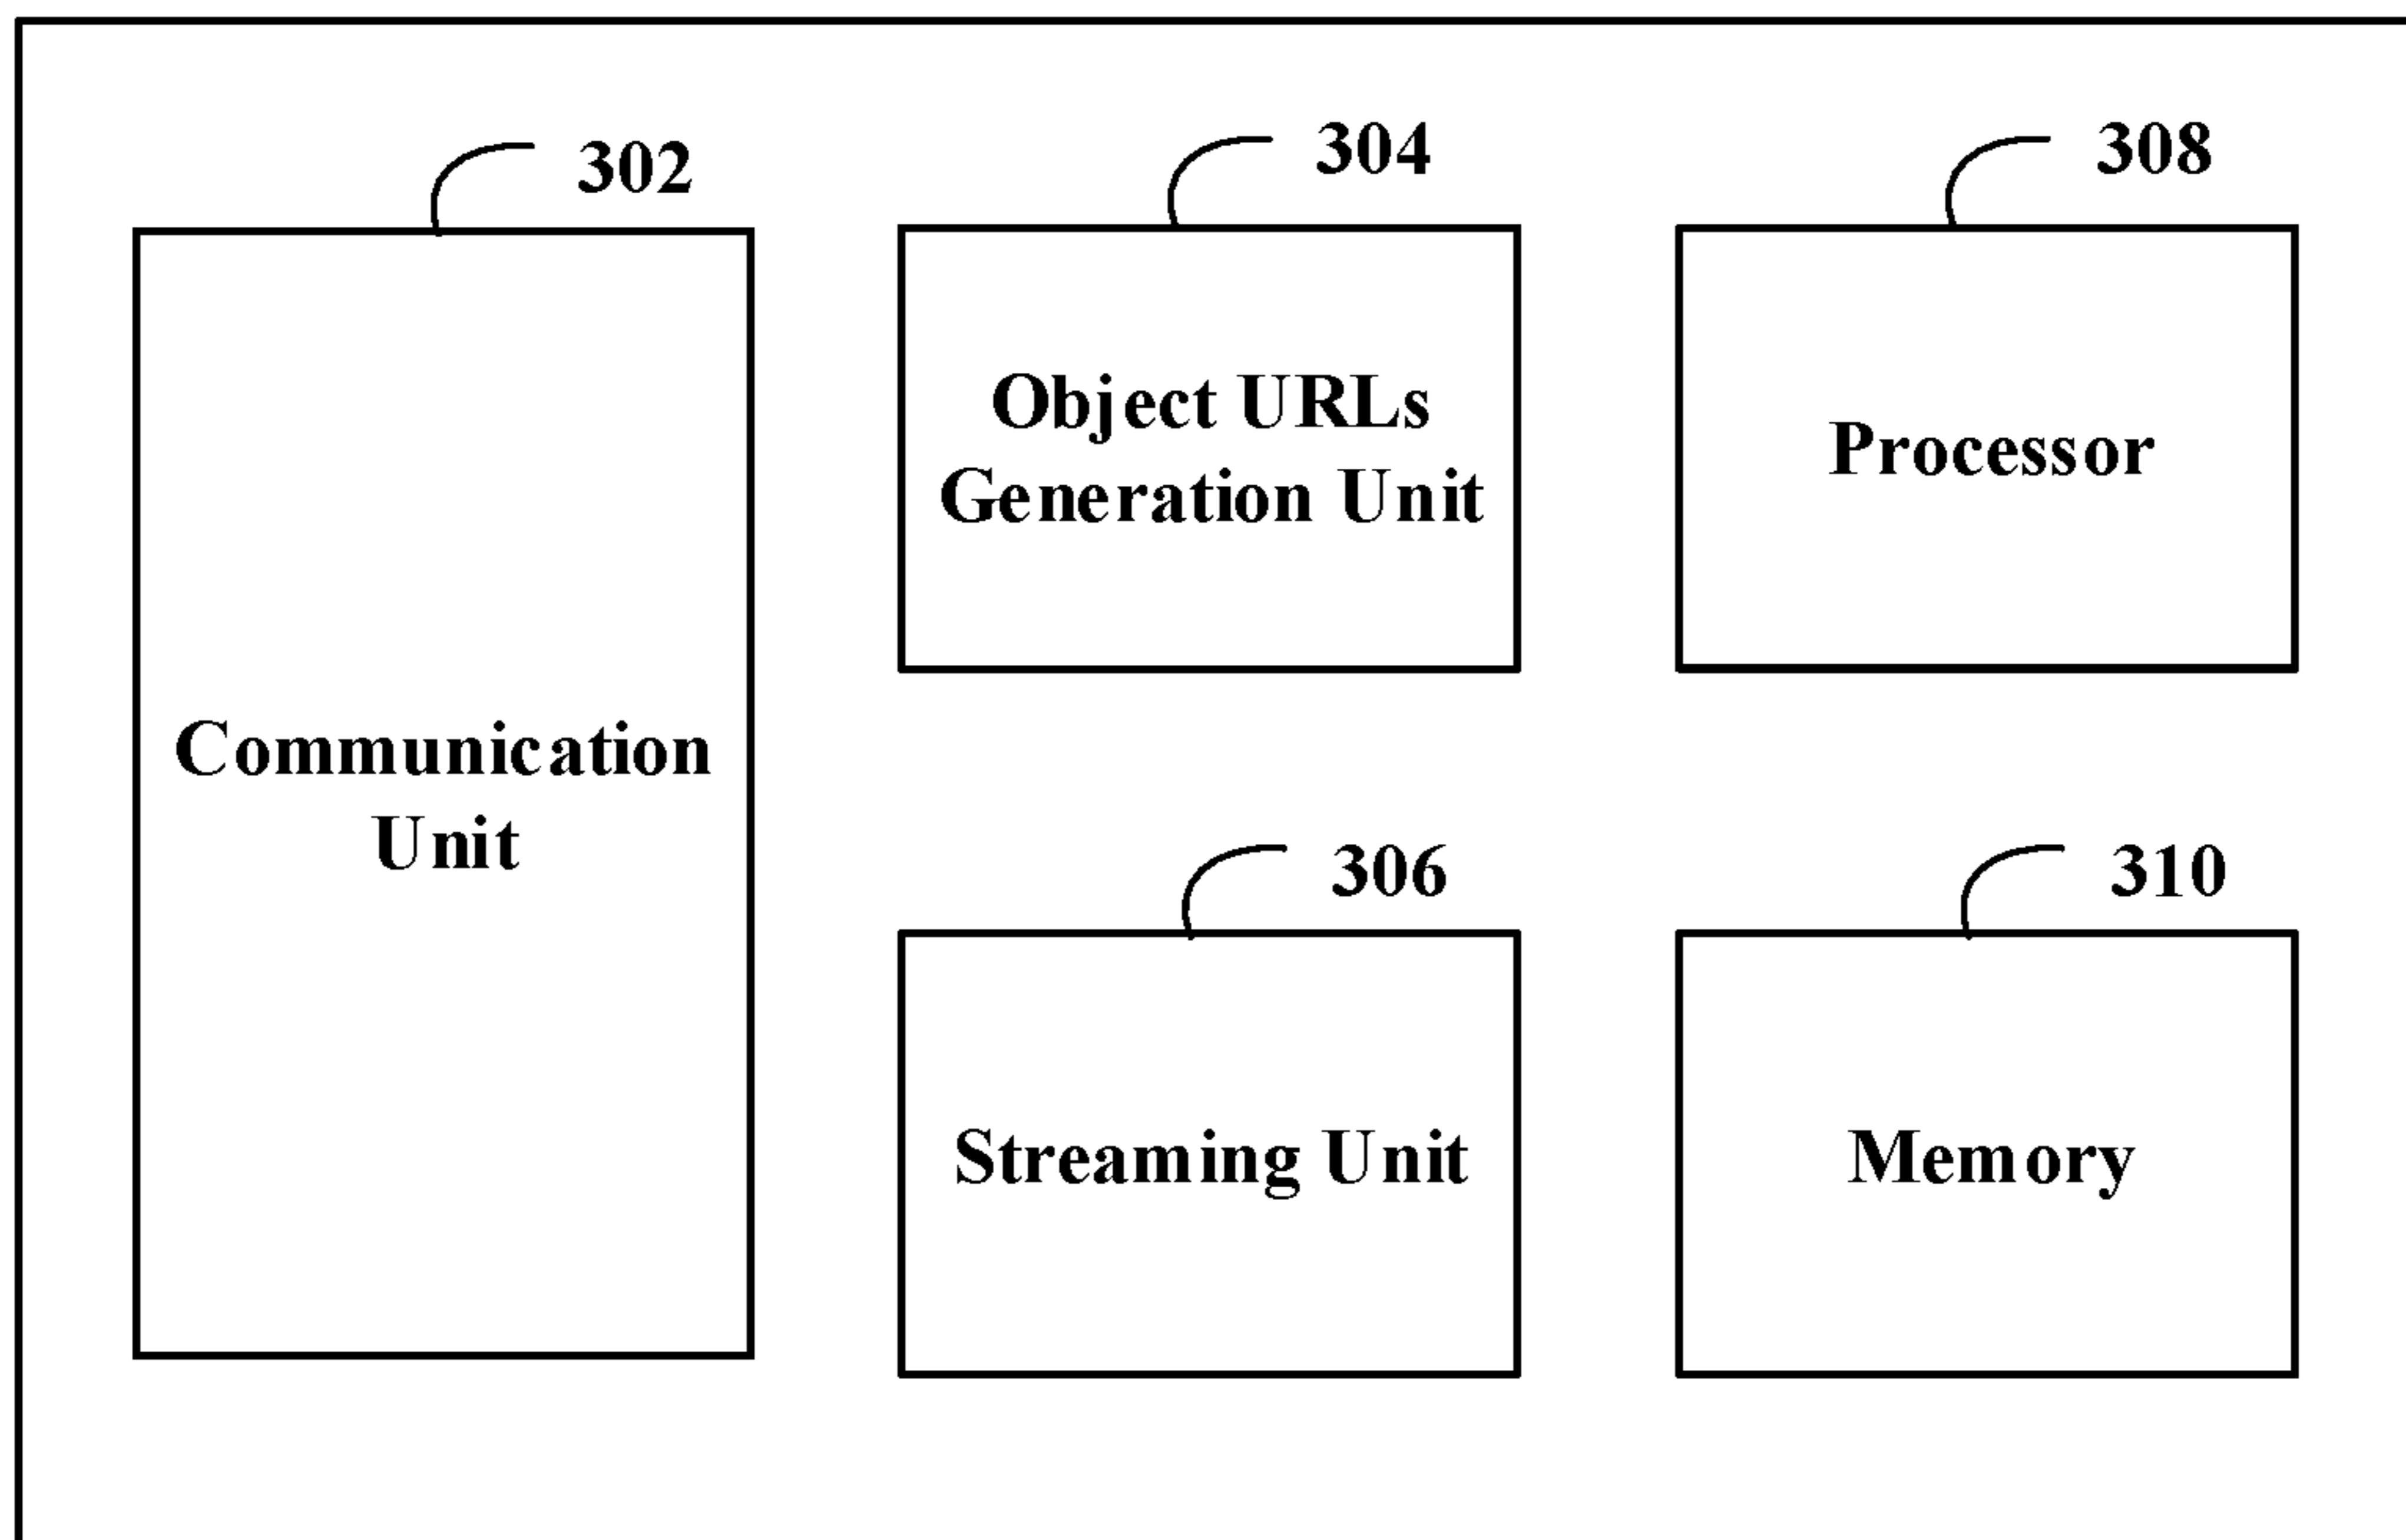 302
Communication
Unit
304
Object URLs
Generation Unit
308
Processor
306
Streaming Unit
310
Memory